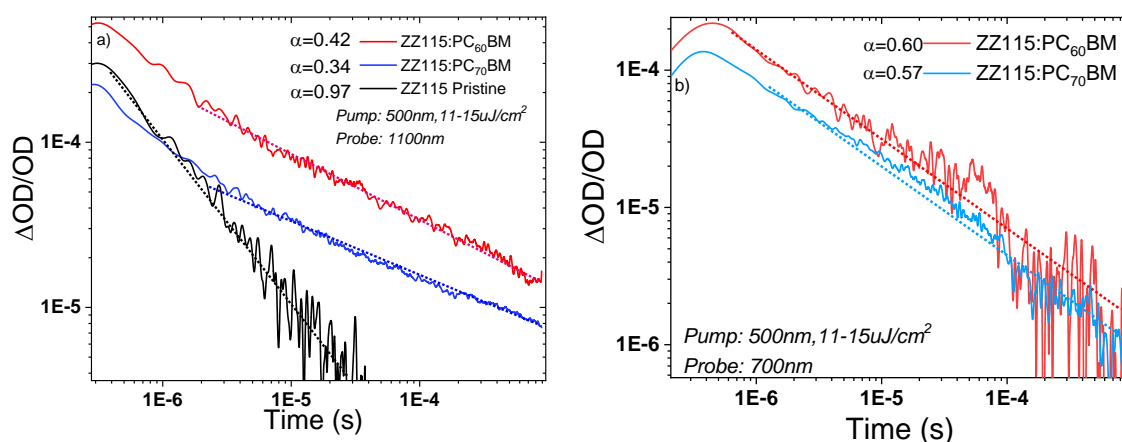 a)
α=0.42 ZZ115:PC₆₀BM
α=0.34 ZZ115:PC₇₀BM
α=0.97 ZZ115 Pristine
Pump: 500nm,11-15uJ/cm²
Probe: 1100nm
1E-4
1E-5
ΔOD/OD
1E-6 1E-5 1E-4
Time (s)
b)
α=0.60 ZZ115:PC₆₀BM
α=0.57 ZZ115:PC₇₀BM
1E-4
1E-5
1E-6
ΔOD/OD
Pump: 500nm,11-15uJ/cm²
Probe: 700nm
1E-6 1E-5 1E-4
Time (s)